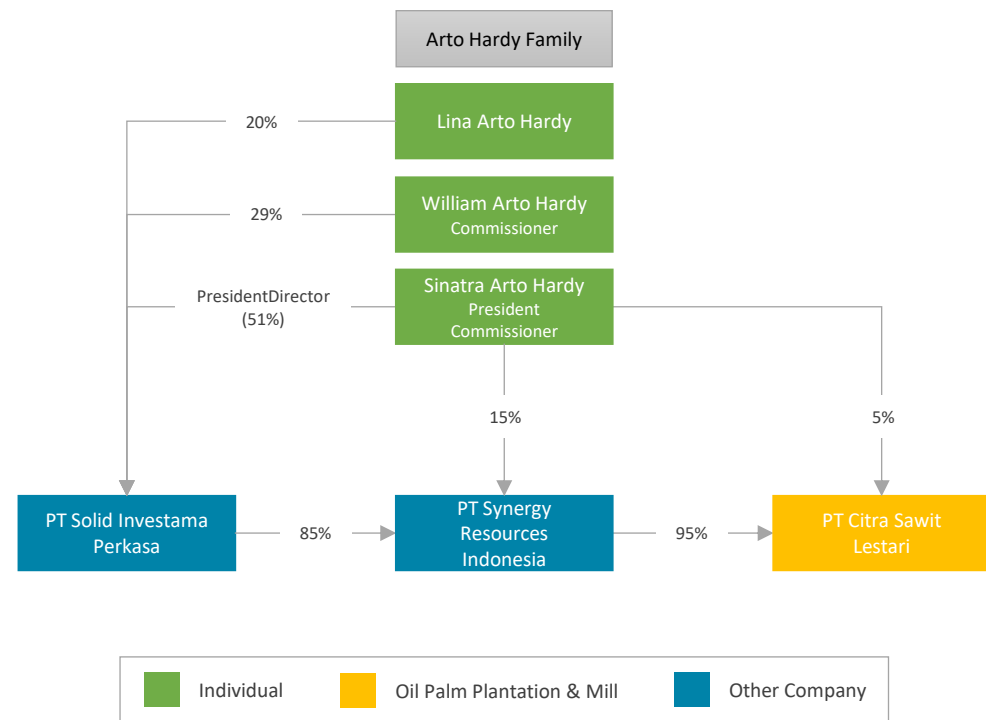 Arto Hardy Family
Lina Arto Hardy
20%
William Arto Hardy
Commissioner
29%
Sinatra Arto Hardy
President
Commissioner
PresidentDirector
(51%)
15%
5%
PT Solid Investama
Perkasa
85%
PT Synergy
Resources
Indonesia
95%
PT Citra Sawit
Lestari
Individual
Oil Palm Plantation & Mill
Other Company